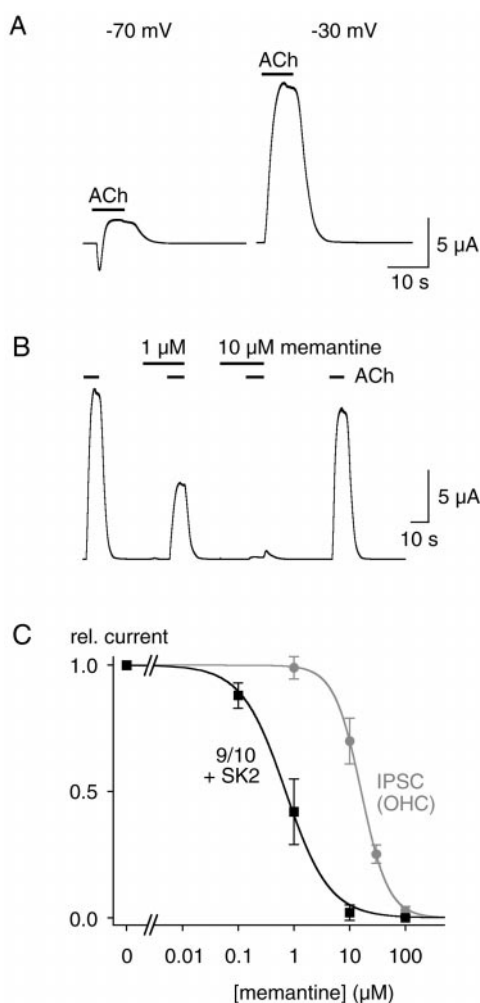 A
-70 mV
-30 mV
ACh
ACh
5 µA
10 s
B
1 µM
10 µM memantine
ACh
5 µA
10 s
C
rel. current
1.0
0.5
0.0
9/10
+ SK2
IPSC
(OHC)
0
0.01
0.1
1
10
100
[memantine] (µM)